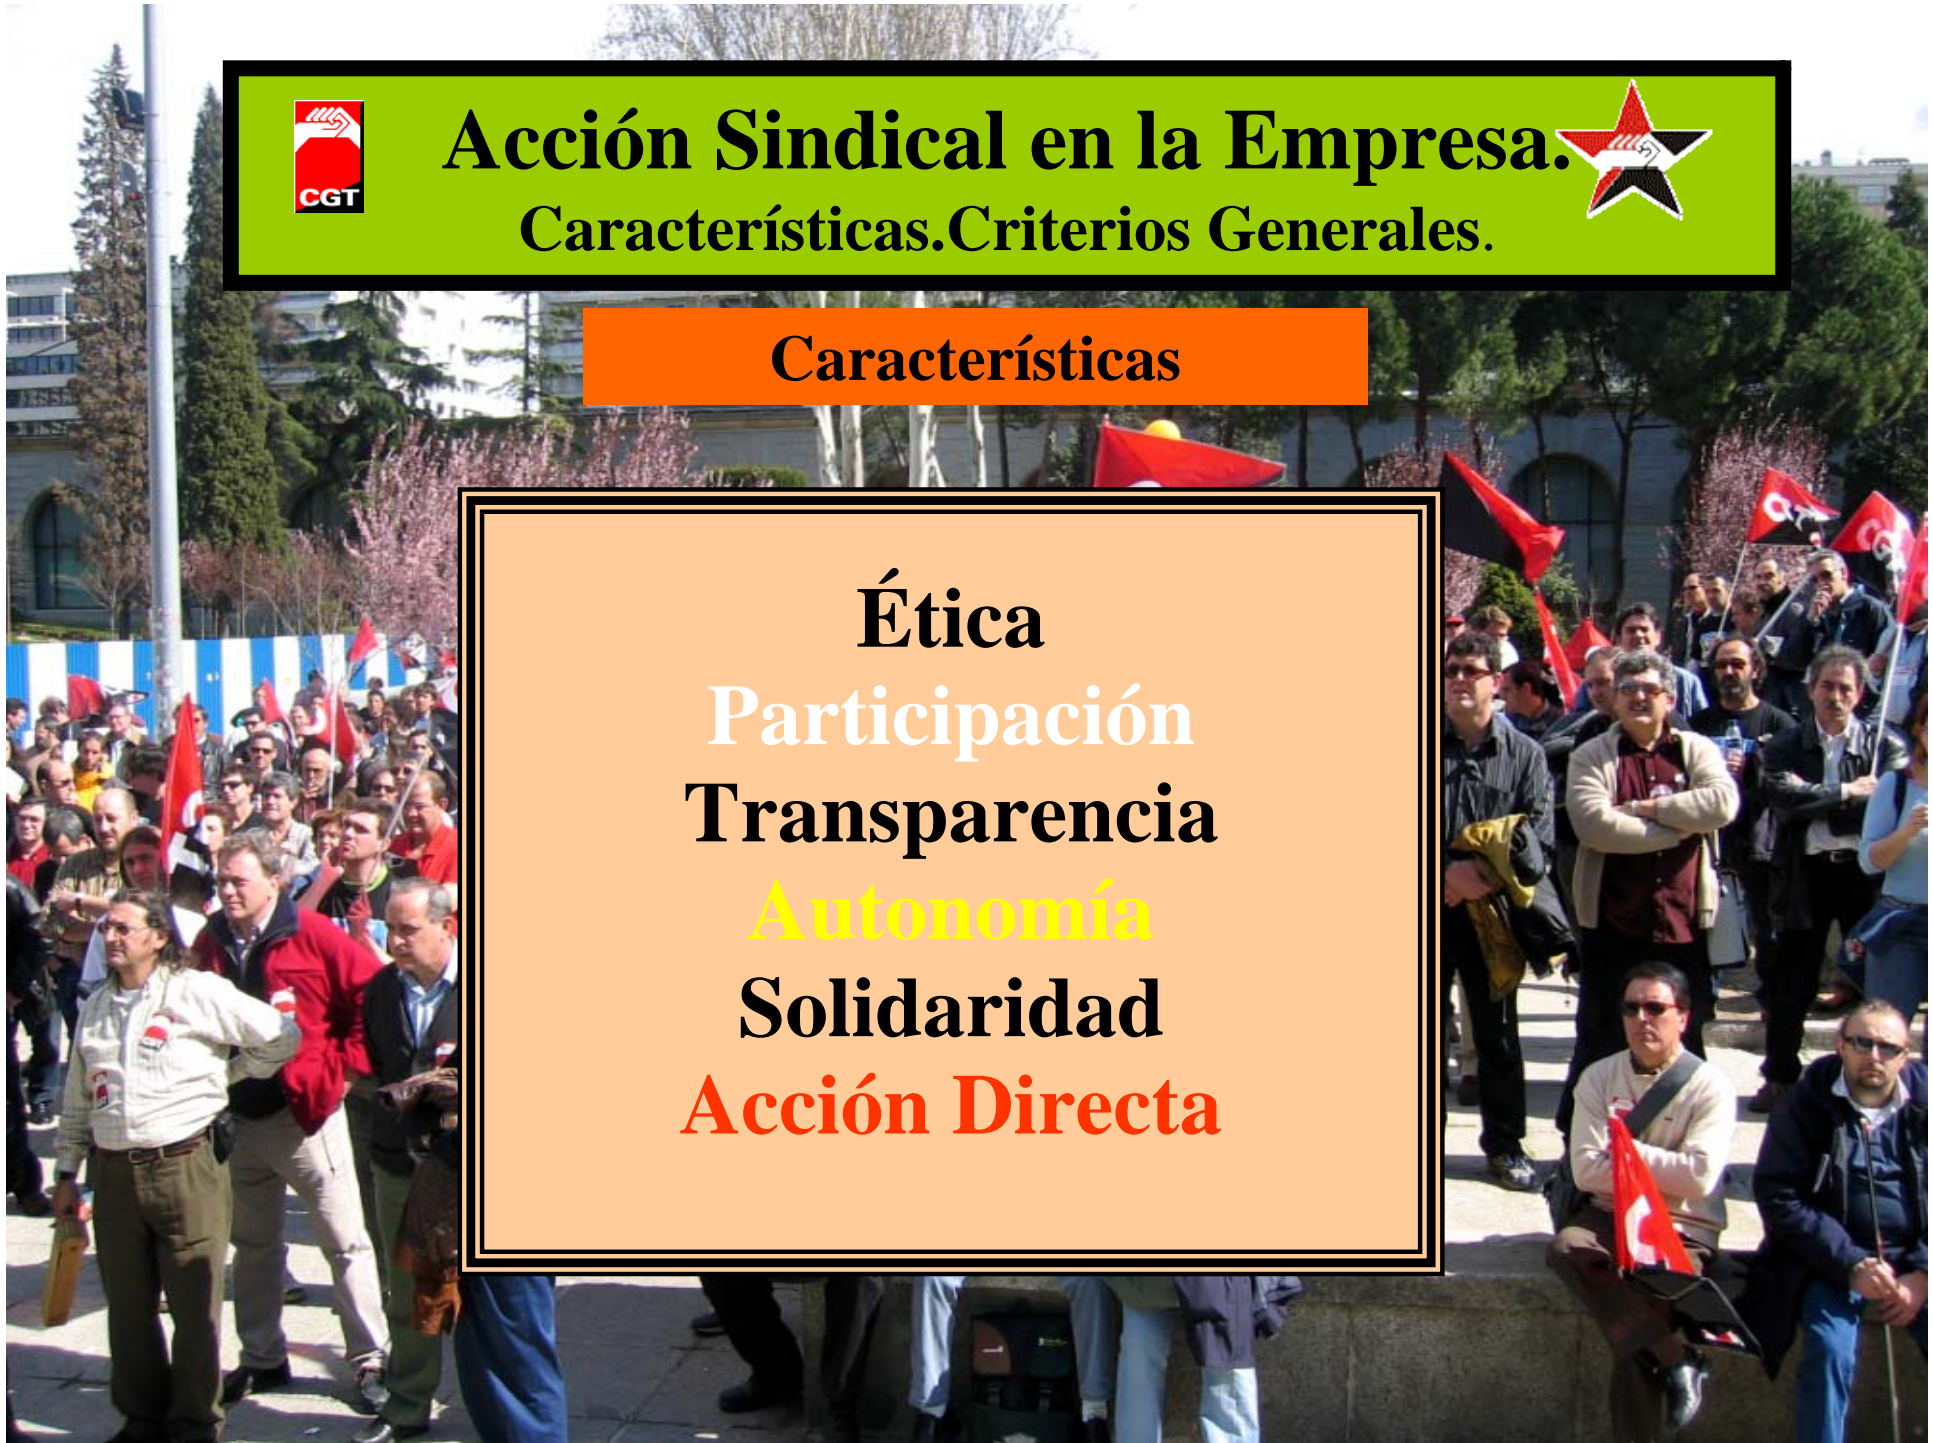 CGT
Acción Sindical en la Empresa.
Características.Criterios Generales.
Características
Ética
Participación
Transparencia
Autonomía
Solidaridad
Acción Directa